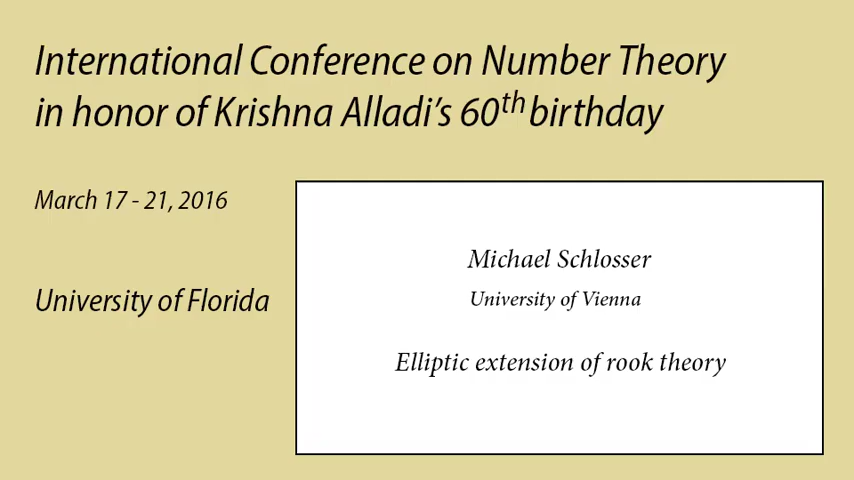 International Conference on Number Theory
in honor of Krishna Alladi's 60th birthday
March 17 - 21, 2016
University of Florida
Michael Schlosser
University of Vienna
Elliptic extension of rook theory